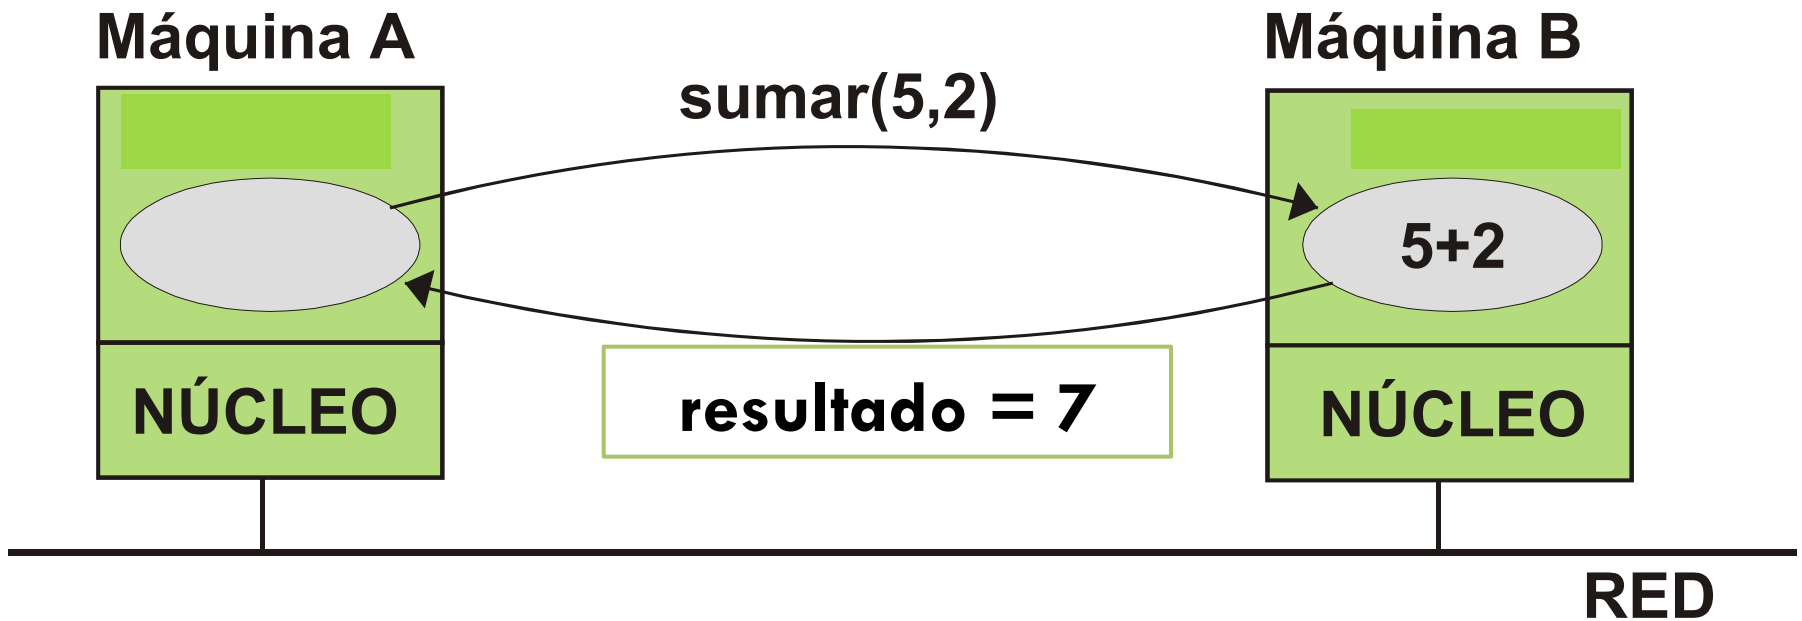 Máquina A
Máquina B
sumar(5,2)
5+2
resultado = 7
NÚCLEO
NÚCLEO
RED